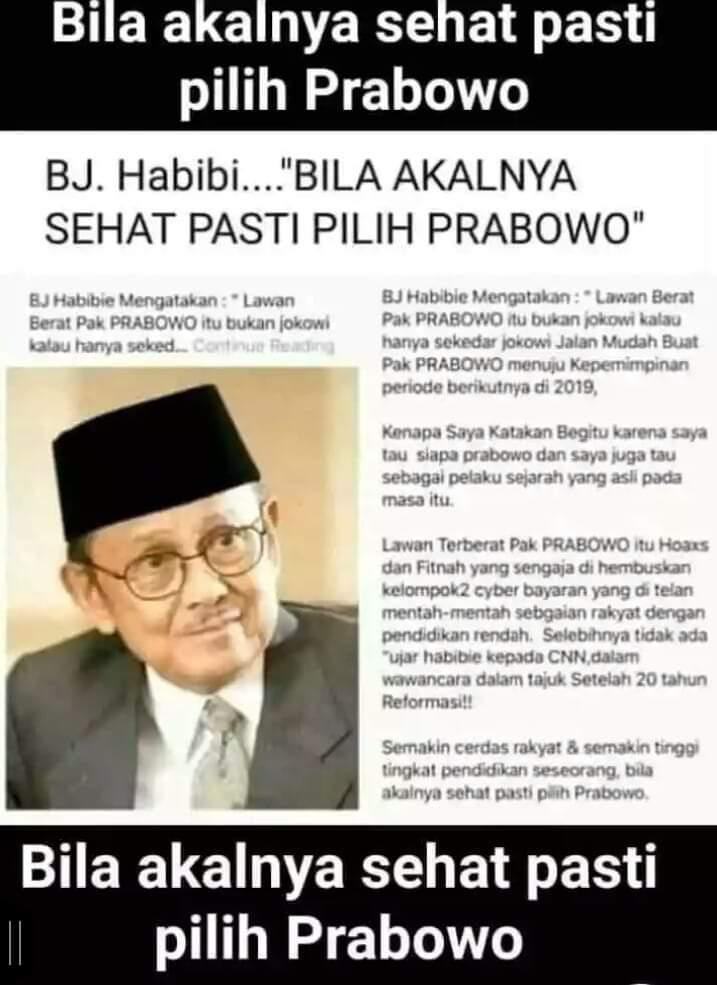 Bila akalnya sehat pasti
pilih Prabowo
BJ. Habibi...."BILA AKALNYA
SEHAT PASTI PILIH PRABOWO"
BJ Habibie Mengatakan : " Lawan
Berat Pak PRABOWO itu bukan jokowi
kalau hanya seked... Continue Reading
BJ Habibie Mengatakan : " Lawan Berat
Pak PRABOWO itu bukan jokowi kalau
hanya sekedar jokowi Jalan Mudah Buat
Pak PRABOWO menuju Kepemimpinan
periode berikutnya di 2019,
Kenapa Saya Katakan Begitu karena saya
tau siapa prabowo dan saya juga tau
sebagai pelaku sejarah yang asli pada
masa itu.
Lawan Terberat Pak PRABOWO itu Hoaxs
dan Fitnah yang sengaja di hembuskan
kelompok2 cyber bayaran yang di telan
mentah-mentah sebgaian rakyat dengan
pendidikan rendah. Selebihnya tidak ada
"ujar habibie kepada CNN,dalam
wawancara dalam tajuk Setelah 20 tahun
Reformasi!!
Semakin cerdas rakyat & semakin tinggi
tingkat pendidikan seseorang, bila
akalnya sehat pasti pilih Prabowo.
Bila akalnya sehat pasti
pilih Prabowo